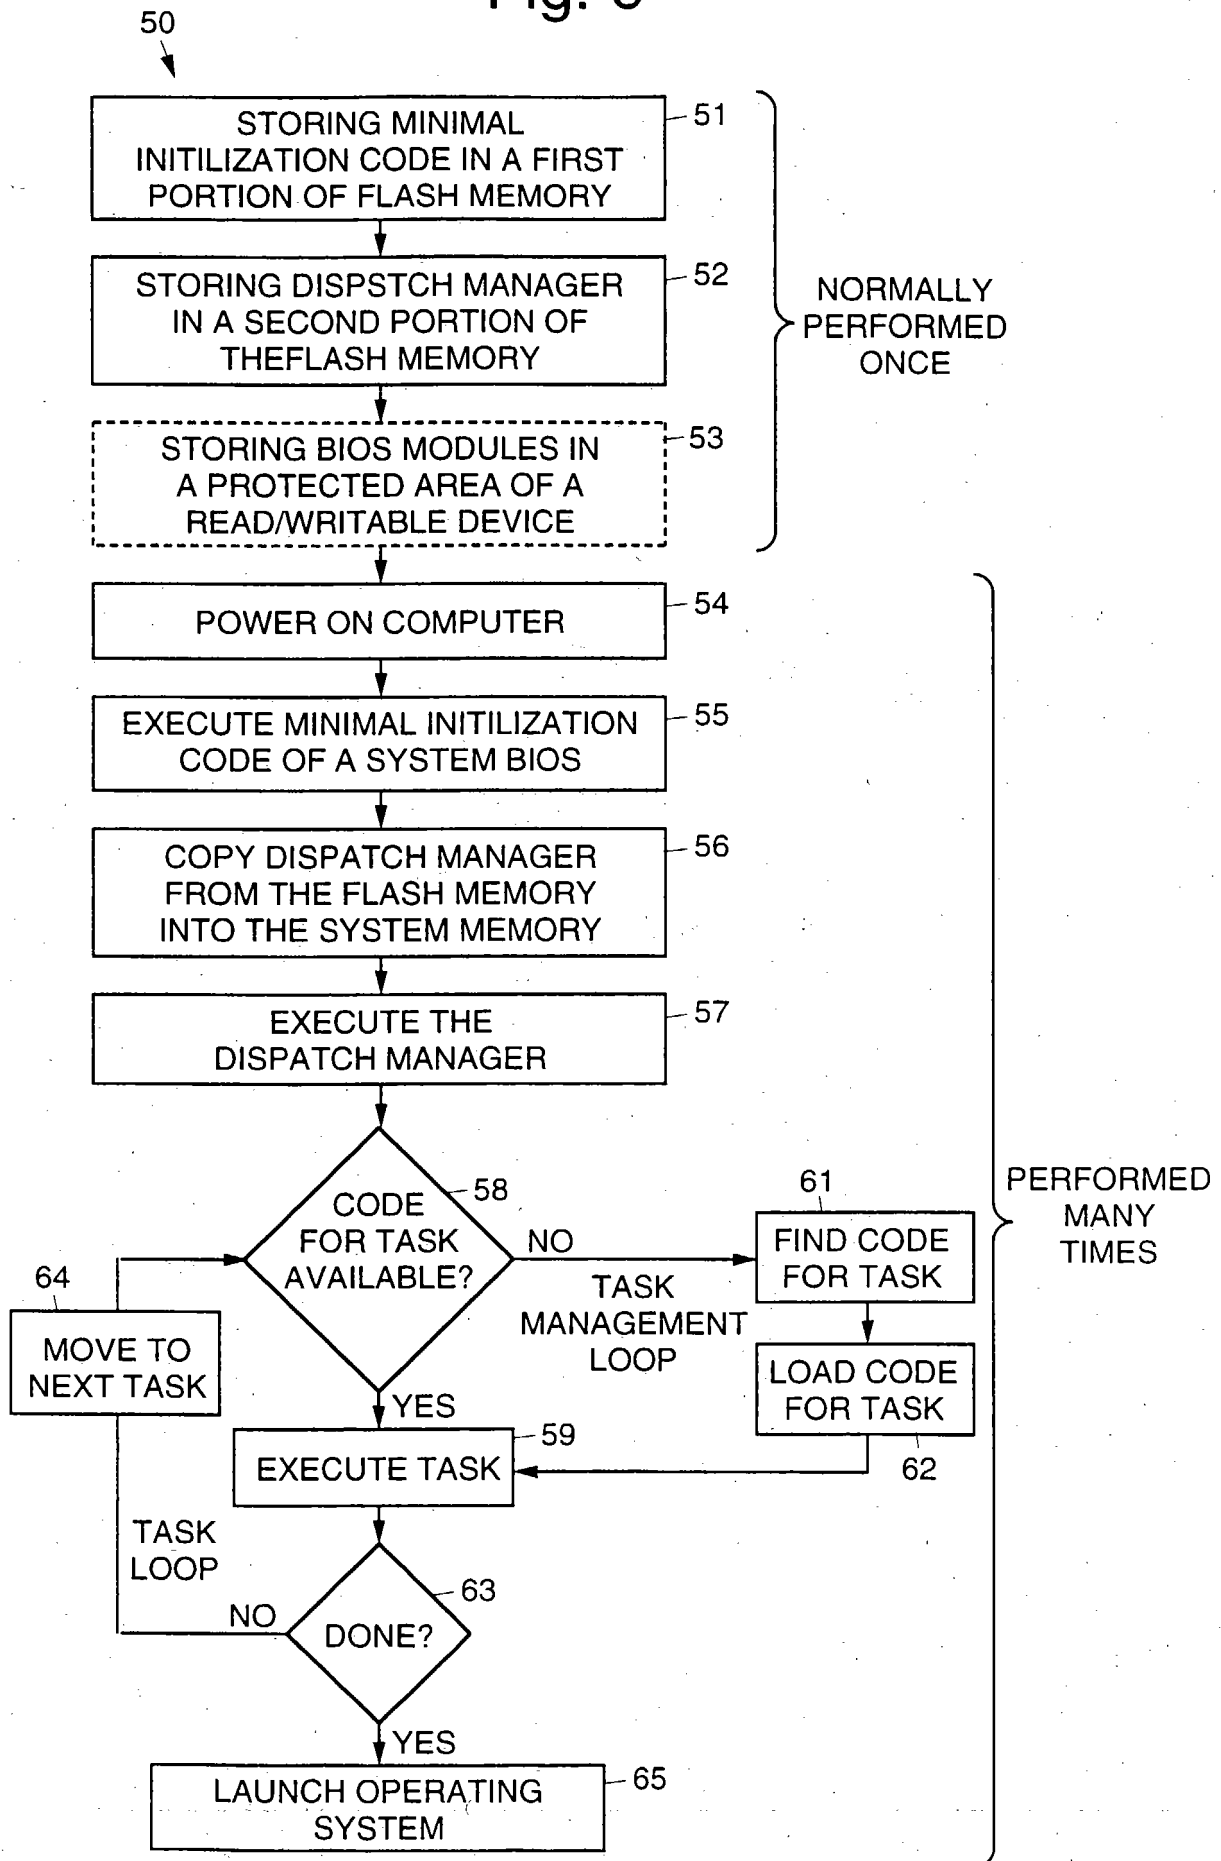 50
STORING MINIMAL
INITILIZATION CODE IN A FIRST
PORTION OF FLASH MEMORY
51
STORING DISPSTCH MANAGER
IN A SECOND PORTION OF
THEFLASH MEMORY
52
NORMALLY
PERFORMED
ONCE
STORING BIOS MODULES IN
A PROTECTED AREA OF A
READ/WRITABLE DEVICE
53
POWER ON COMPUTER
54
EXECUTE MINIMAL INITILIZATION
CODE OF A SYSTEM BIOS
55
COPY DISPATCH MANAGER
FROM THE FLASH MEMORY
INTO THE SYSTEM MEMORY
56
EXECUTE THE
DISPATCH MANAGER
57
CODE
FOR TASK
AVAILABLE?
58
NO
TASK
MANAGEMENT
LOOP
61
FIND CODE
FOR TASK
PERFORMED
MANY
TIMES
64
MOVE TO
NEXT TASK
LOAD CODE
FOR TASK
62
YES
EXECUTE TASK
59
TASK
LOOP
NO
DONE?
63
YES
LAUNCH OPERATING
SYSTEM
65